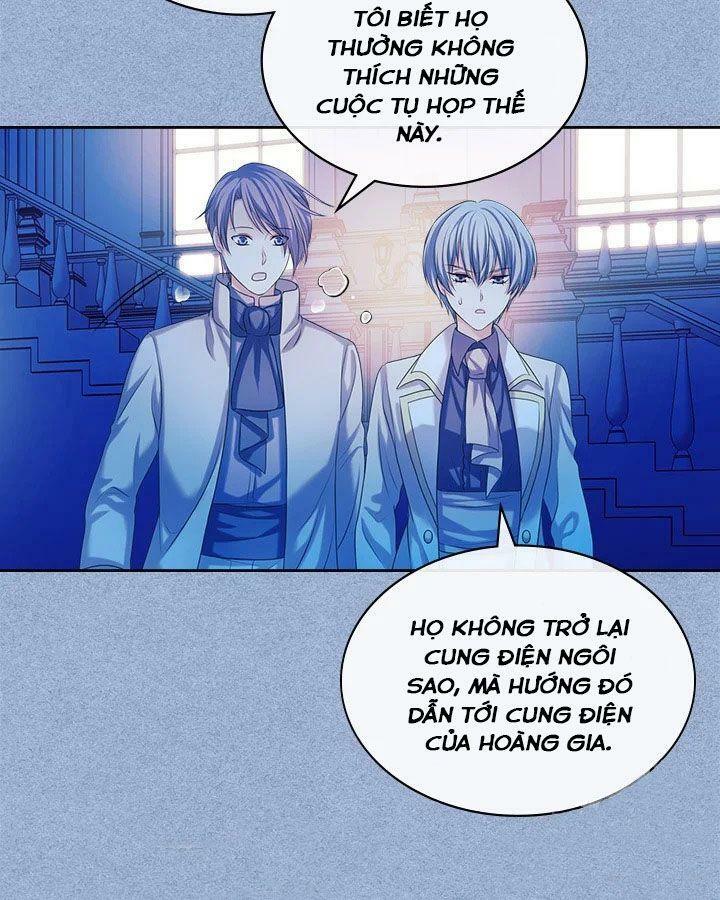 TÔI BIẾT HỌ
THƯỜNG KHÔNG
THÍCH NHỮNG
CUỘC TỤ HỌP THẾ
NÀY.
HỌ KHÔNG TRỞ LẠI
CUNG ĐIỆN NGÔI
SAO, MÀ HƯỚNG ĐÓ
DẪN TỚI CUNG ĐIỆN
CỦA HOÀNG GIA.